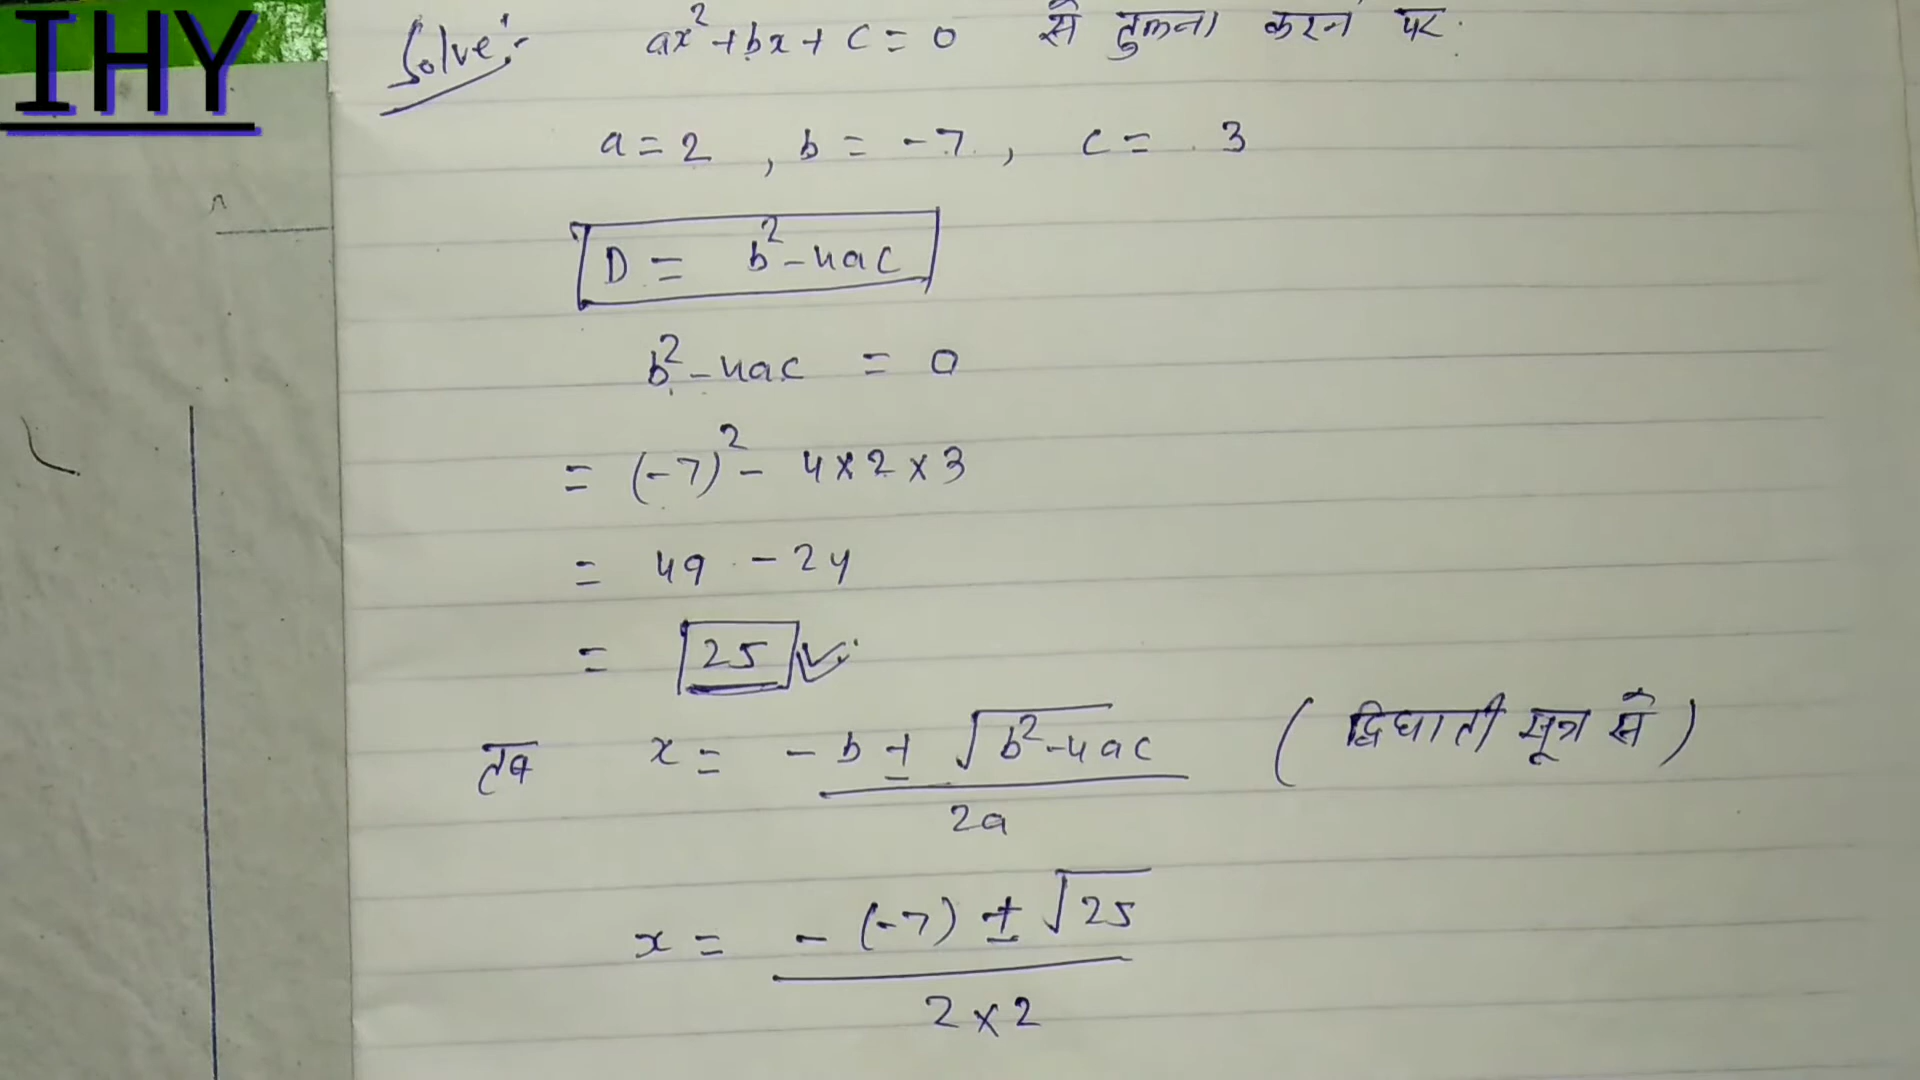 IHY
Solve:- ax²+bx+c=0 से तुलना करने पर.
a=2, b=-7, c=3
D = b²-4ac
b²-4ac = 0
= (-7)² - 4×2×3
= 49 - 24
= 25 ✓
तब x = -b ± √b²-4ac (द्विघाती सूत्र से)
2a
x = -(-7) ± √25
2×2